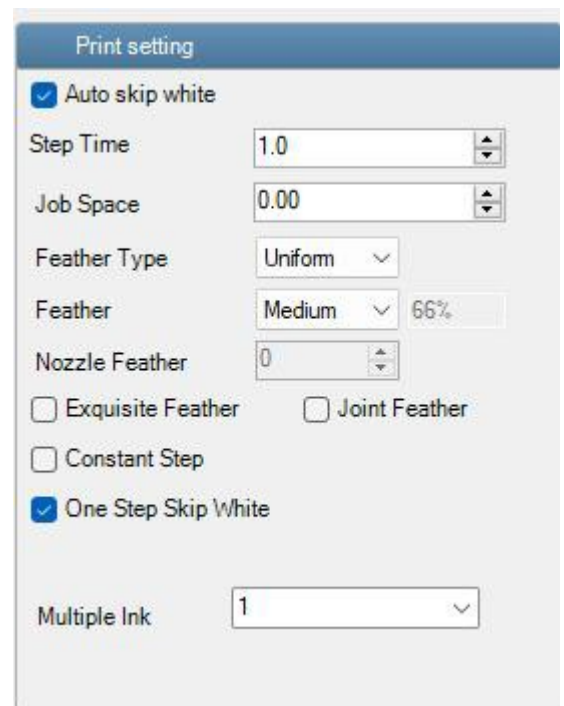 Print setting
Auto skip white
Step Time 1.0
Job Space 0.00
Feather Type Uniform
Feather Medium 66%
Nozzle Feather 0
Exquisite Feather Joint Feather
Constant Step
One Step Skip White
Multiple Ink 1